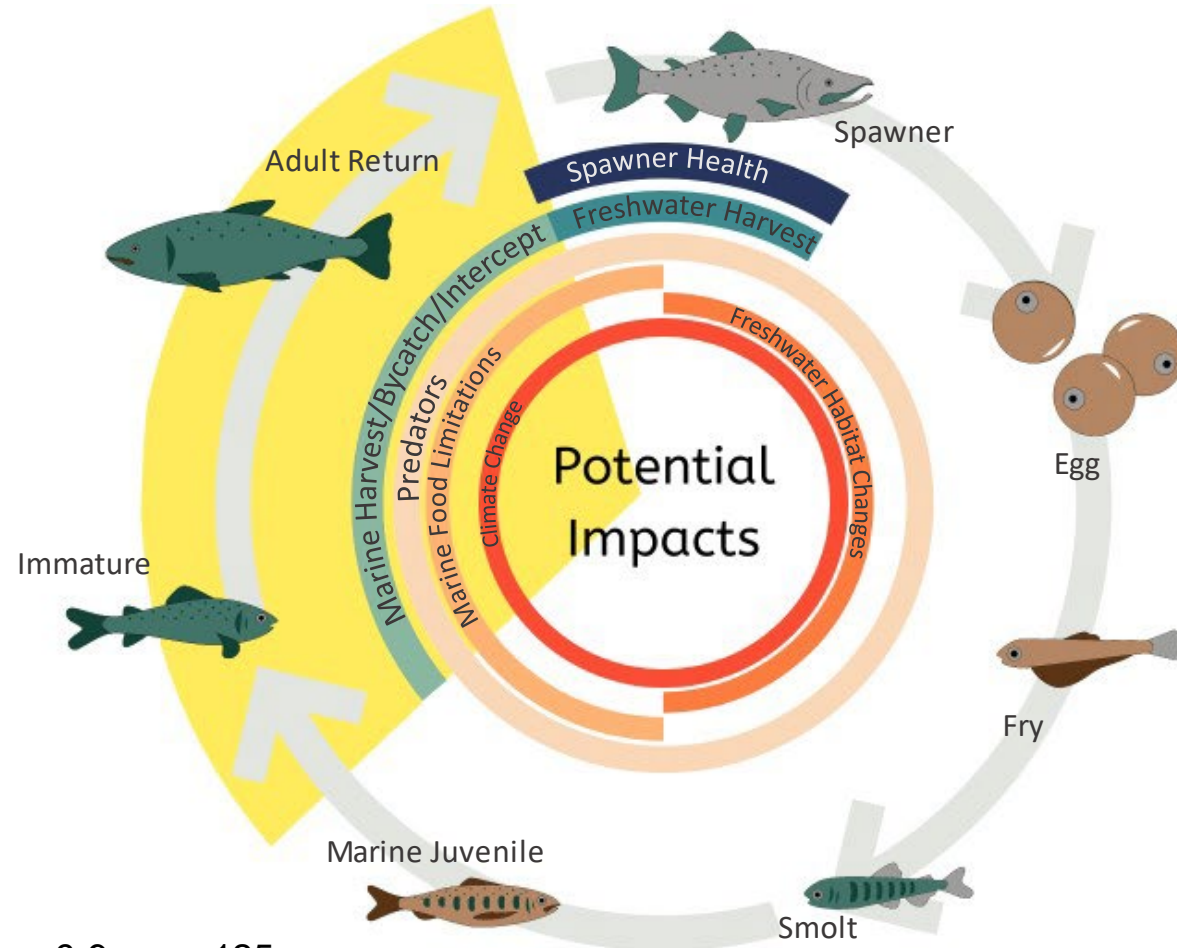 Spawner
Adult Return
Spawner Health
Freshwater Harvest
Marine Harvest/Bycatch/Intercept
Predators
Marine Food Limitations
Climate Change
Freshwater Habitat Changes
Potential
Impacts
Egg
Immature
Fry
Marine Juvenile
Smolt